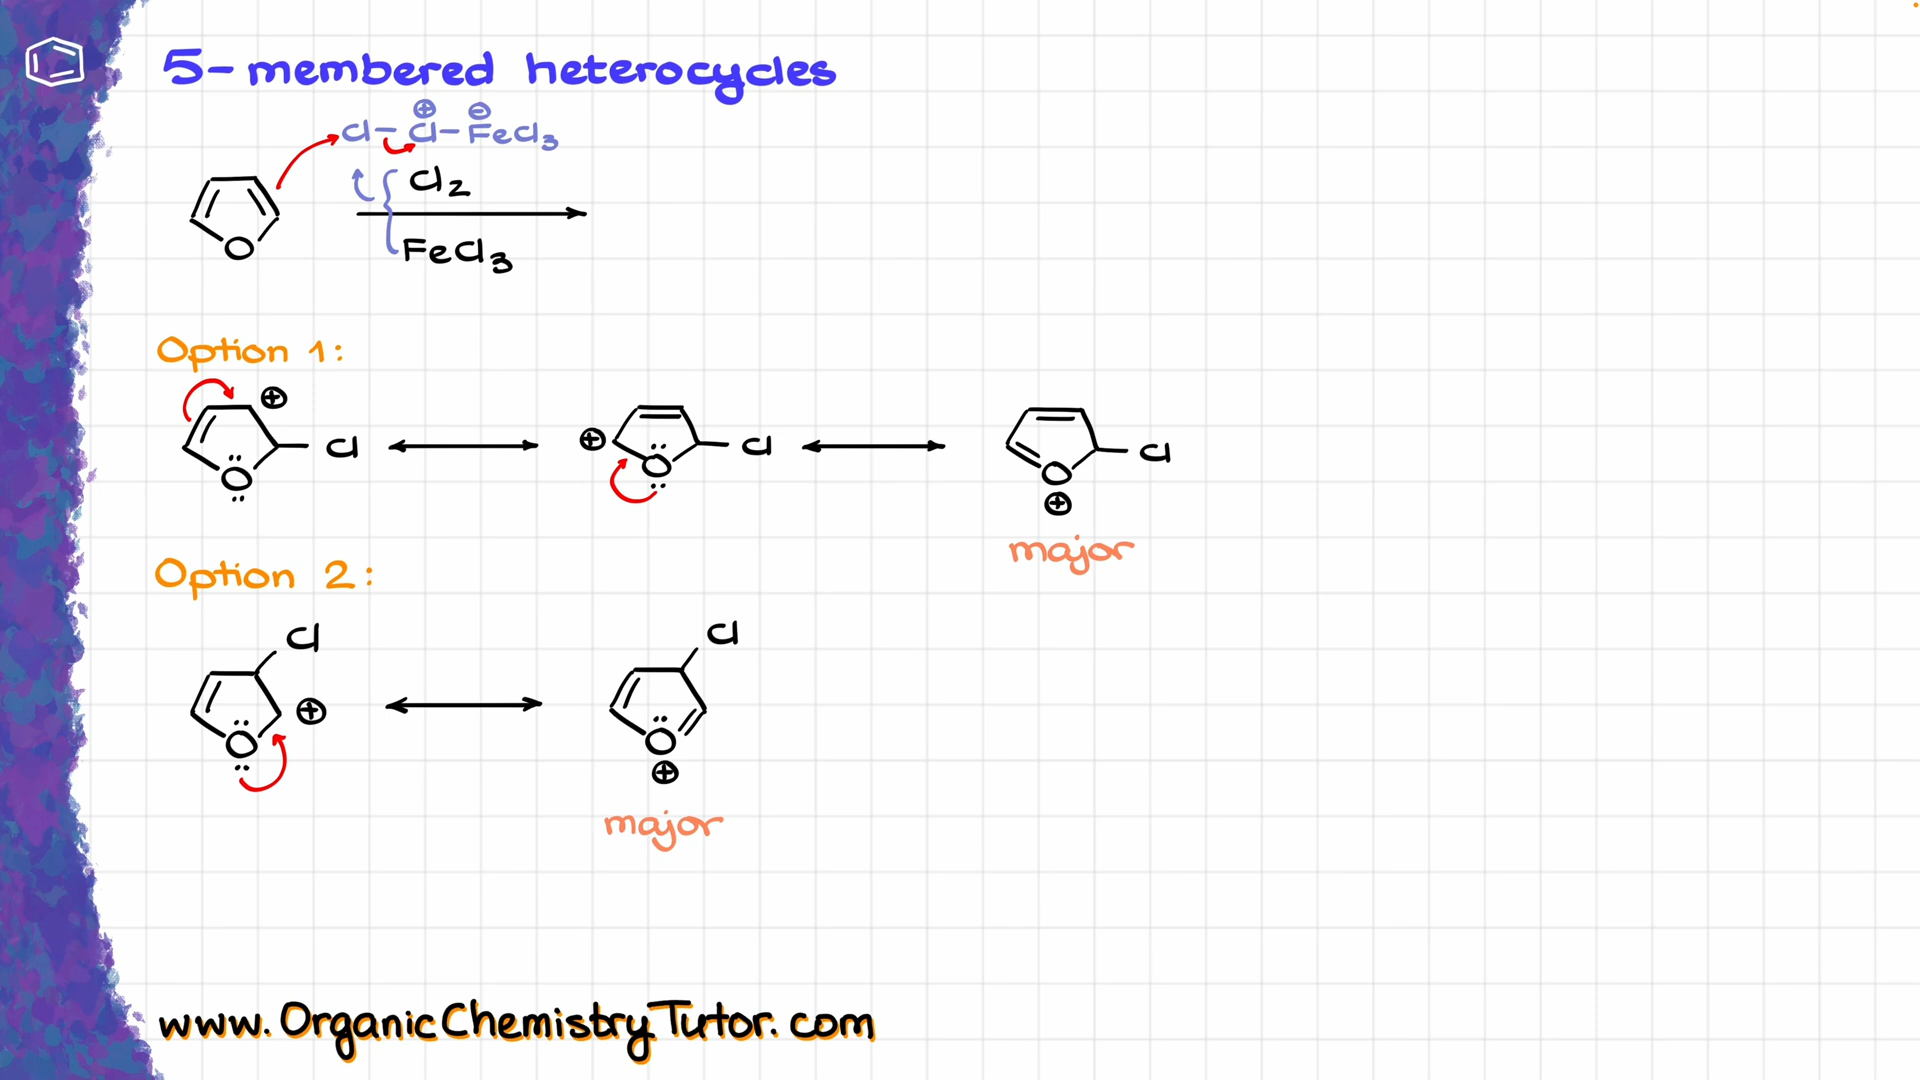 5-membered heterocycles
⊕ ⊖
Cl-Cl-FeCl3
Cl2
O
FeCl3
Option 1:
⊕
Cl
O
⊕
Cl
O
Cl
O
⊕
major
Option 2:
Cl
⊕
O
Cl
O
⊕
major
www.OrganicChemistryTutor.com